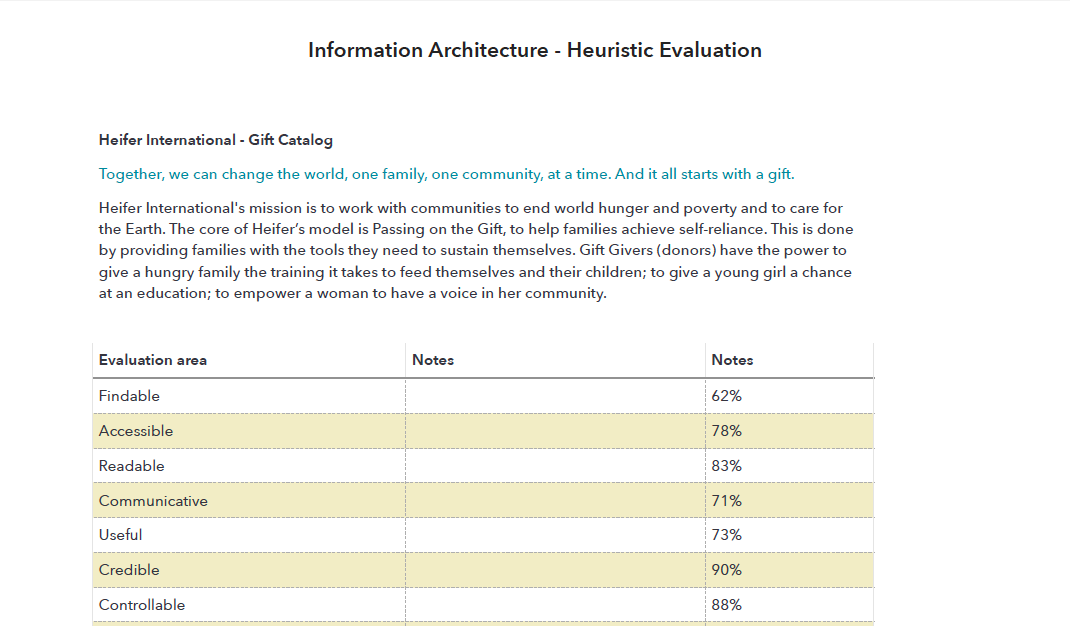 Information Architecture - Heuristic Evaluation
Heifer International - Gift Catalog
Together, we can change the world, one family, one community, at a time. And it all starts with a gift.
Heifer International's mission is to work with communities to end world hunger and poverty and to care for
the Earth. The core of Heifer’s model is Passing on the Gift, to help families achieve self-reliance. This is done
by providing families with the tools they need to sustain themselves. Gift Givers (donors) have the power to
give a hungry family the training it takes to feed themselves and their children; to give a young girl a chance
at an education; to empower a woman to have a voice in her community.
Evaluation area Notes Notes
Findable 62%
Accessible 78%
Readable 83%
Communicative 71%
Useful 73%
Credible 90%
Controllable 88%